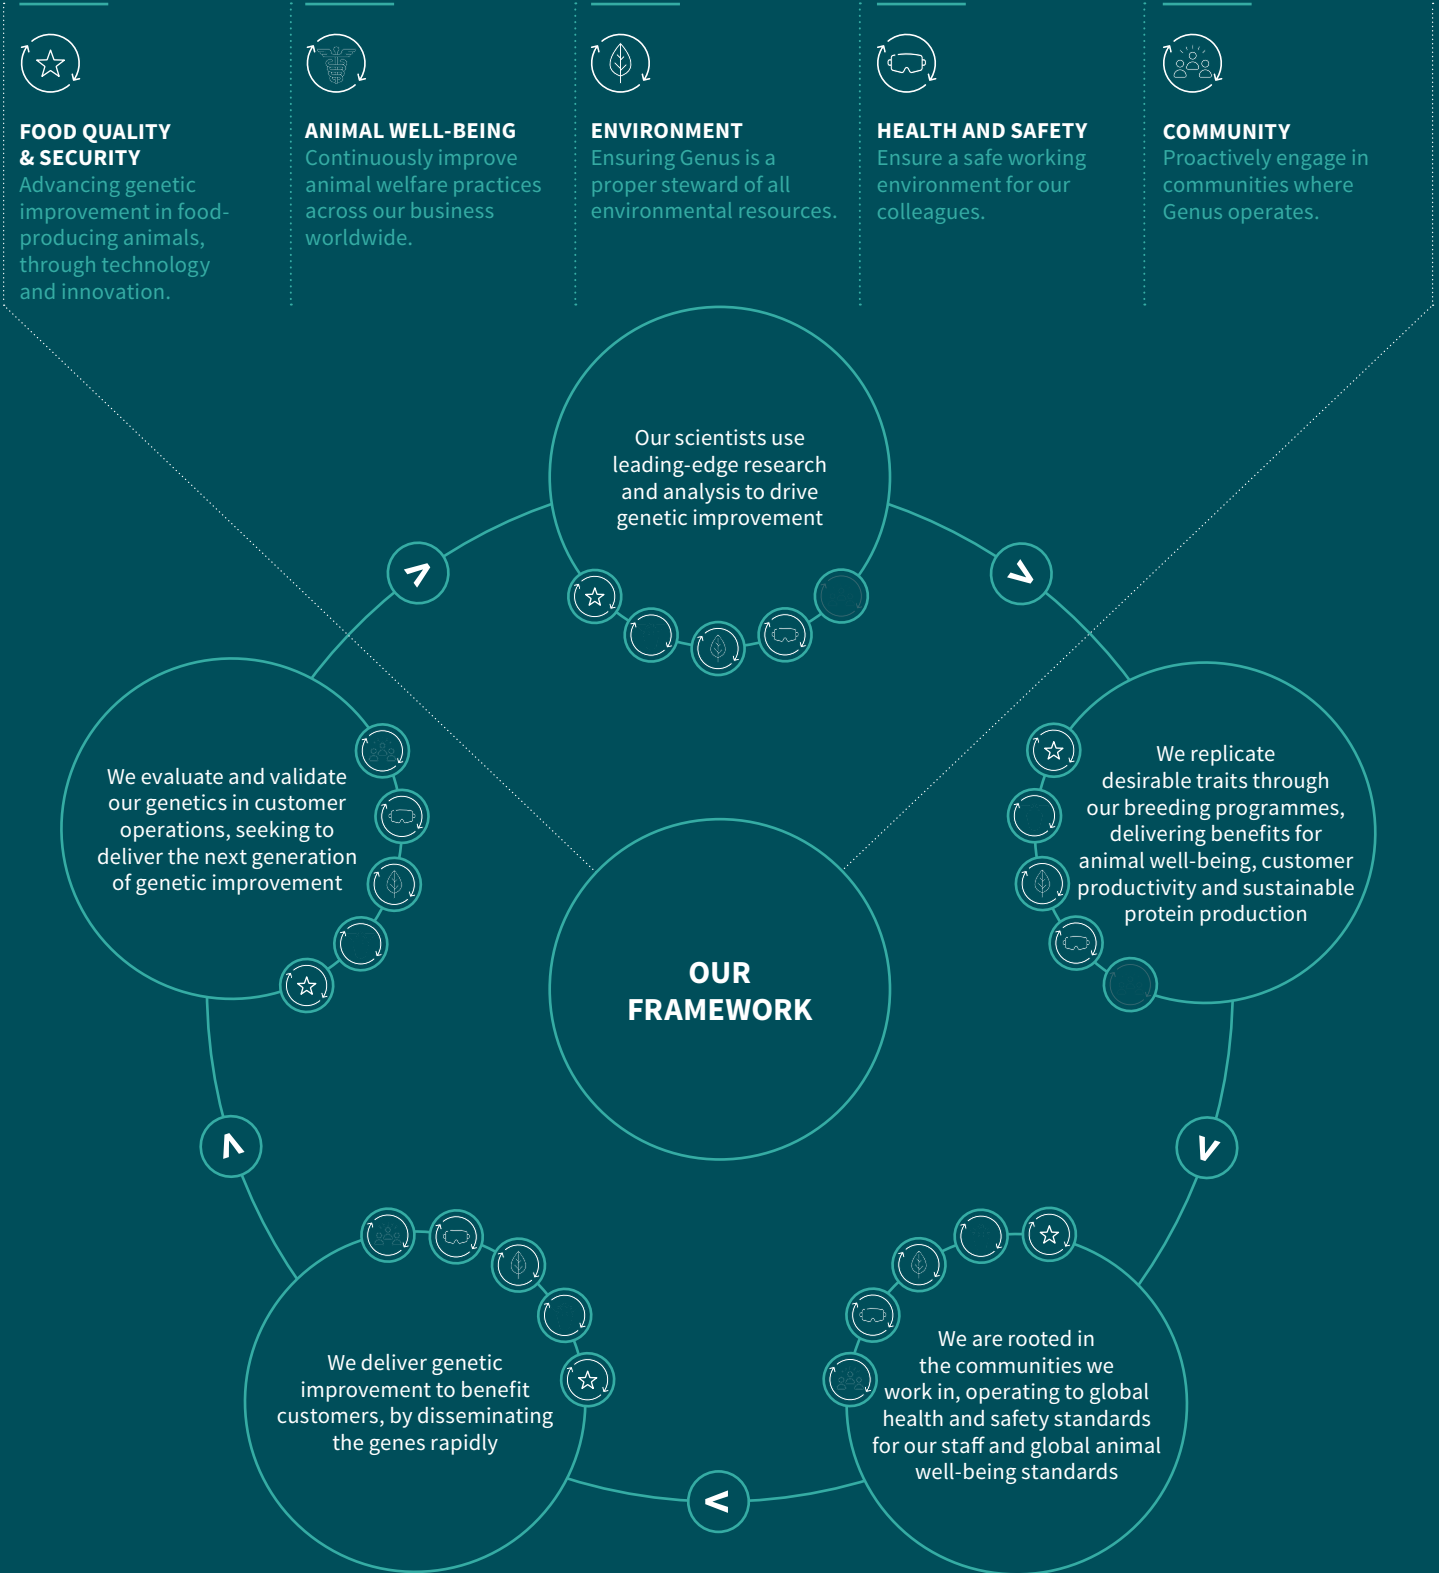 FOOD QUALITY
& SECURITY
Advancing genetic
improvement in food-
producing animals,
through technology
and innovation.
ANIMAL WELL-BEING
Continuously improve
animal welfare practices
across our business
worldwide.
ENVIRONMENT
Ensuring Genus is a
proper steward of all
environmental resources.
HEALTH AND SAFETY
Ensure a safe working
environment for our
colleagues.
COMMUNITY
Proactively engage in
communities where
Genus operates.
Our scientists use
leading-edge research
and analysis to drive
genetic improvement
We replicate
desirable traits through
our breeding programmes,
delivering benefits for
animal well-being, customer
productivity and sustainable
protein production
We are rooted in
the communities we
work in, operating to global
health and safety standards
for our staff and global animal
well-being standards
We deliver genetic
improvement to benefit
customers, by disseminating
the genes rapidly
We evaluate and validate
our genetics in customer
operations, seeking to
deliver the next generation
of genetic improvement
OUR
FRAMEWORK